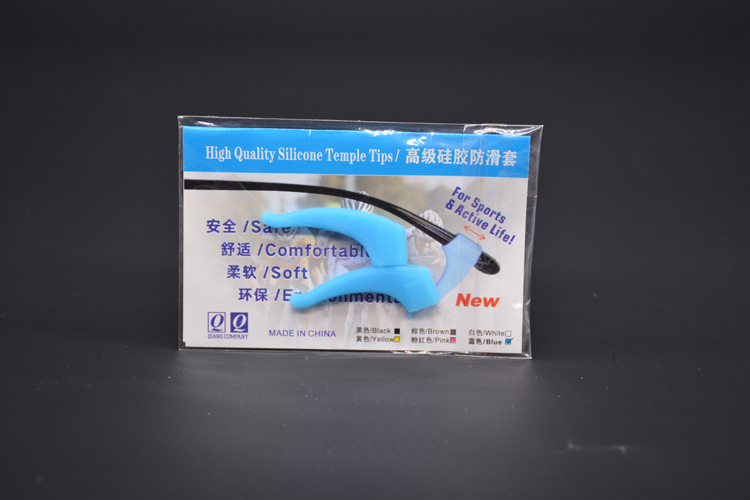 High Quality Silicone Temple Tips / 高级硅胶防滑套
For Sports
& Active Life!
安全 /Safe
舒适 /Comfortable
柔软 /Soft
环保
New
Q Q
QIANG COMPANY
MADE IN CHINA
黑色/Black 棕色/Brown 白色/White
黄色/Yellow 粉红色/Pink 蓝色/Blue